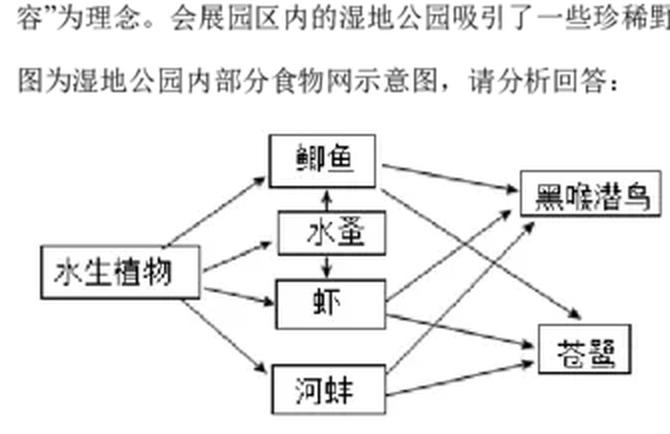 容”为理念。会展园区内的湿地公园吸引了一些珍稀野
图为湿地公园内部分食物网示意图，请分析回答：
鲫鱼
黑喉潜鸟
水蚤
水生植物
虾
苍鹭
河蚌